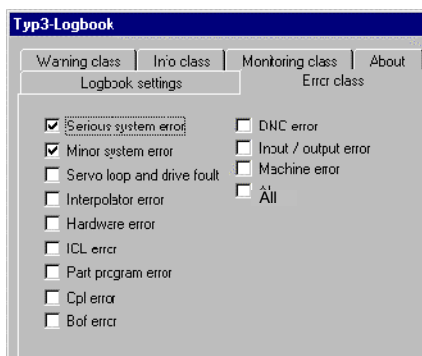 Typ3-Logbook
Warning class Info class Monitoring class About
Logbook settings Error class
Serious system error
Minor system error
Servo loop and drive foult
Interpolator error
Hardware error
ICL error
Part program error
Cpl error
Bof error
DNC error
Input / output error
Machine error
All